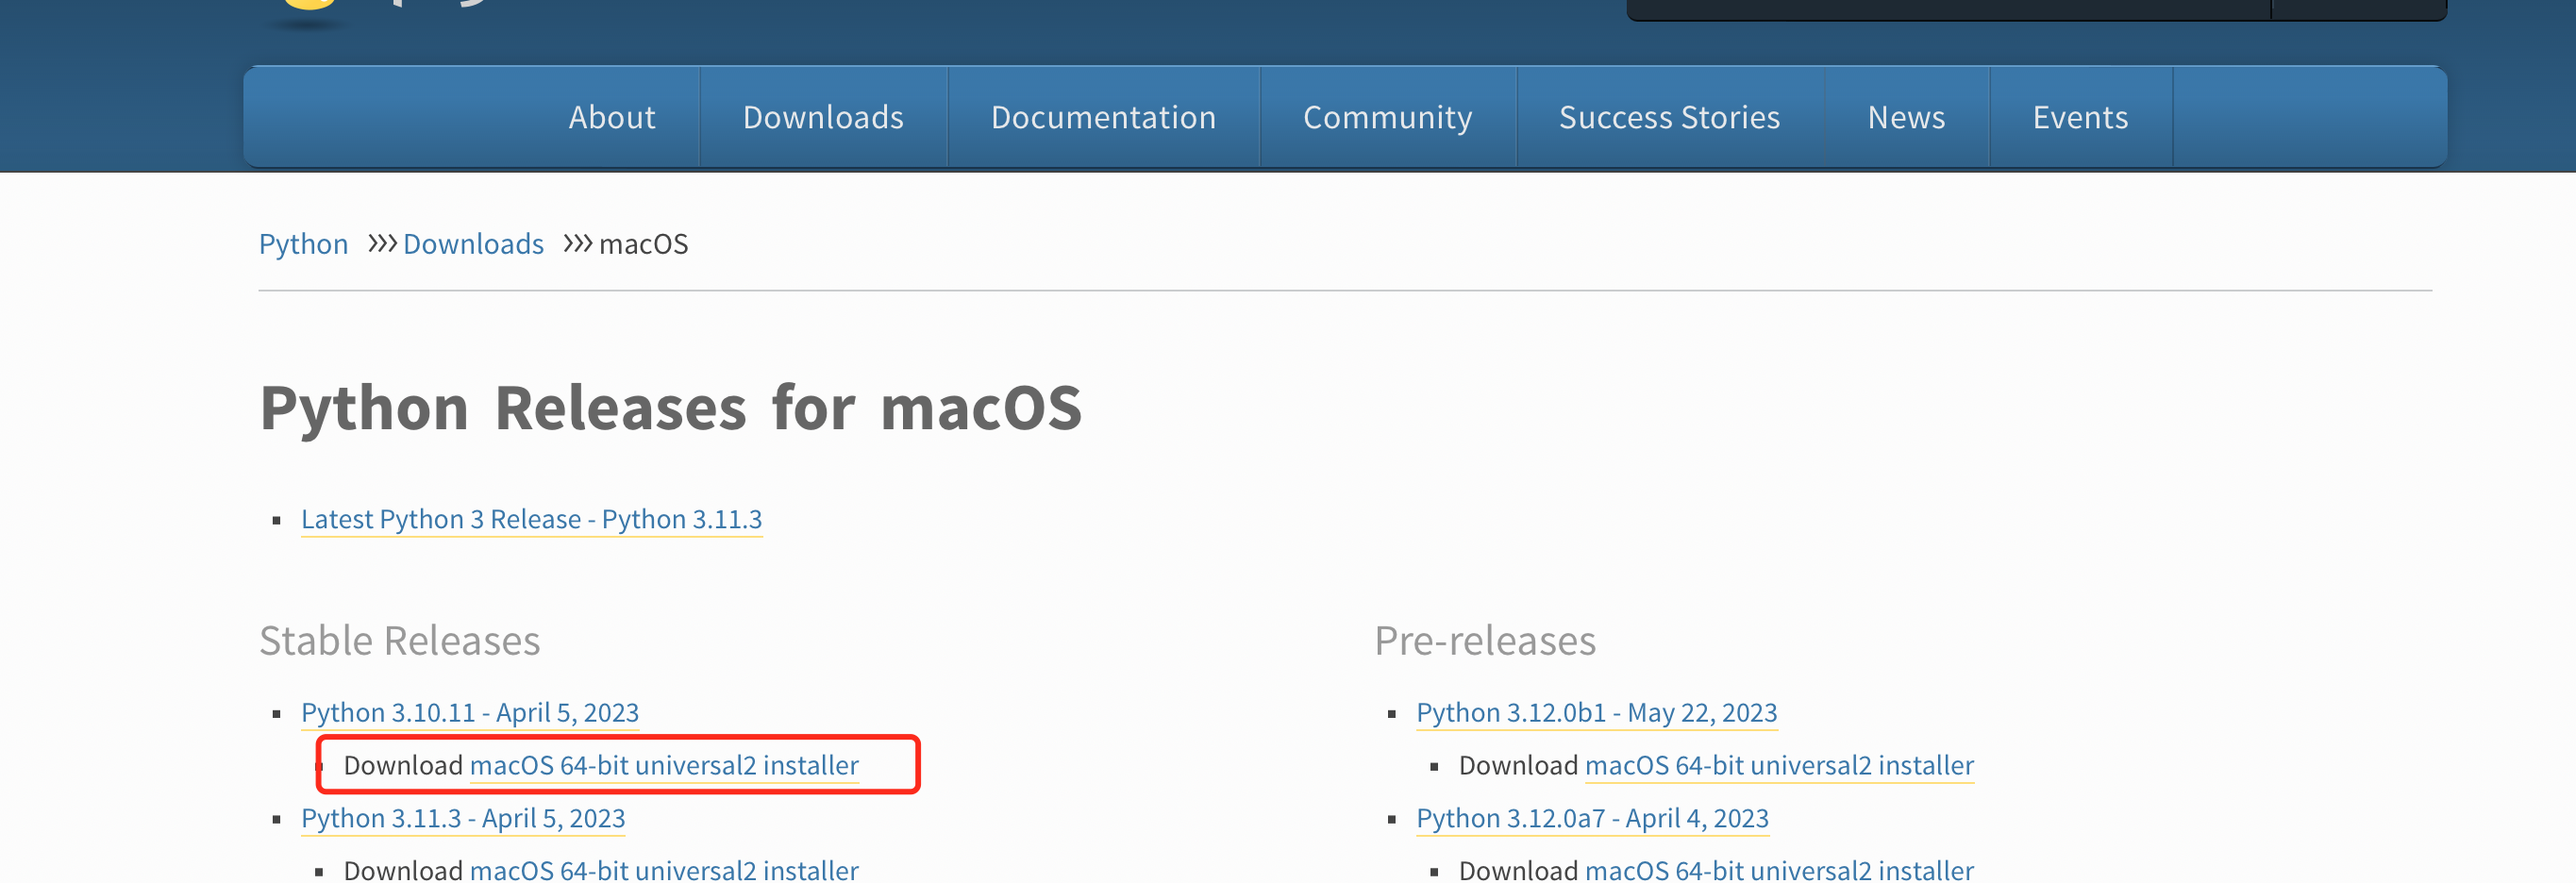 About Downloads Documentation Community Success Stories News Events
Python >>> Downloads >>> macOS
Python Releases for macOS
Latest Python 3 Release - Python 3.11.3
Stable Releases
Python 3.10.11 - April 5, 2023
Download macOS 64-bit universal2 installer
Python 3.11.3 - April 5, 2023
Download macOS 64-bit universal2 installer
Pre-releases
Python 3.12.0b1 - May 22, 2023
Download macOS 64-bit universal2 installer
Python 3.12.0a7 - April 4, 2023
Download macOS 64-bit universal2 installer